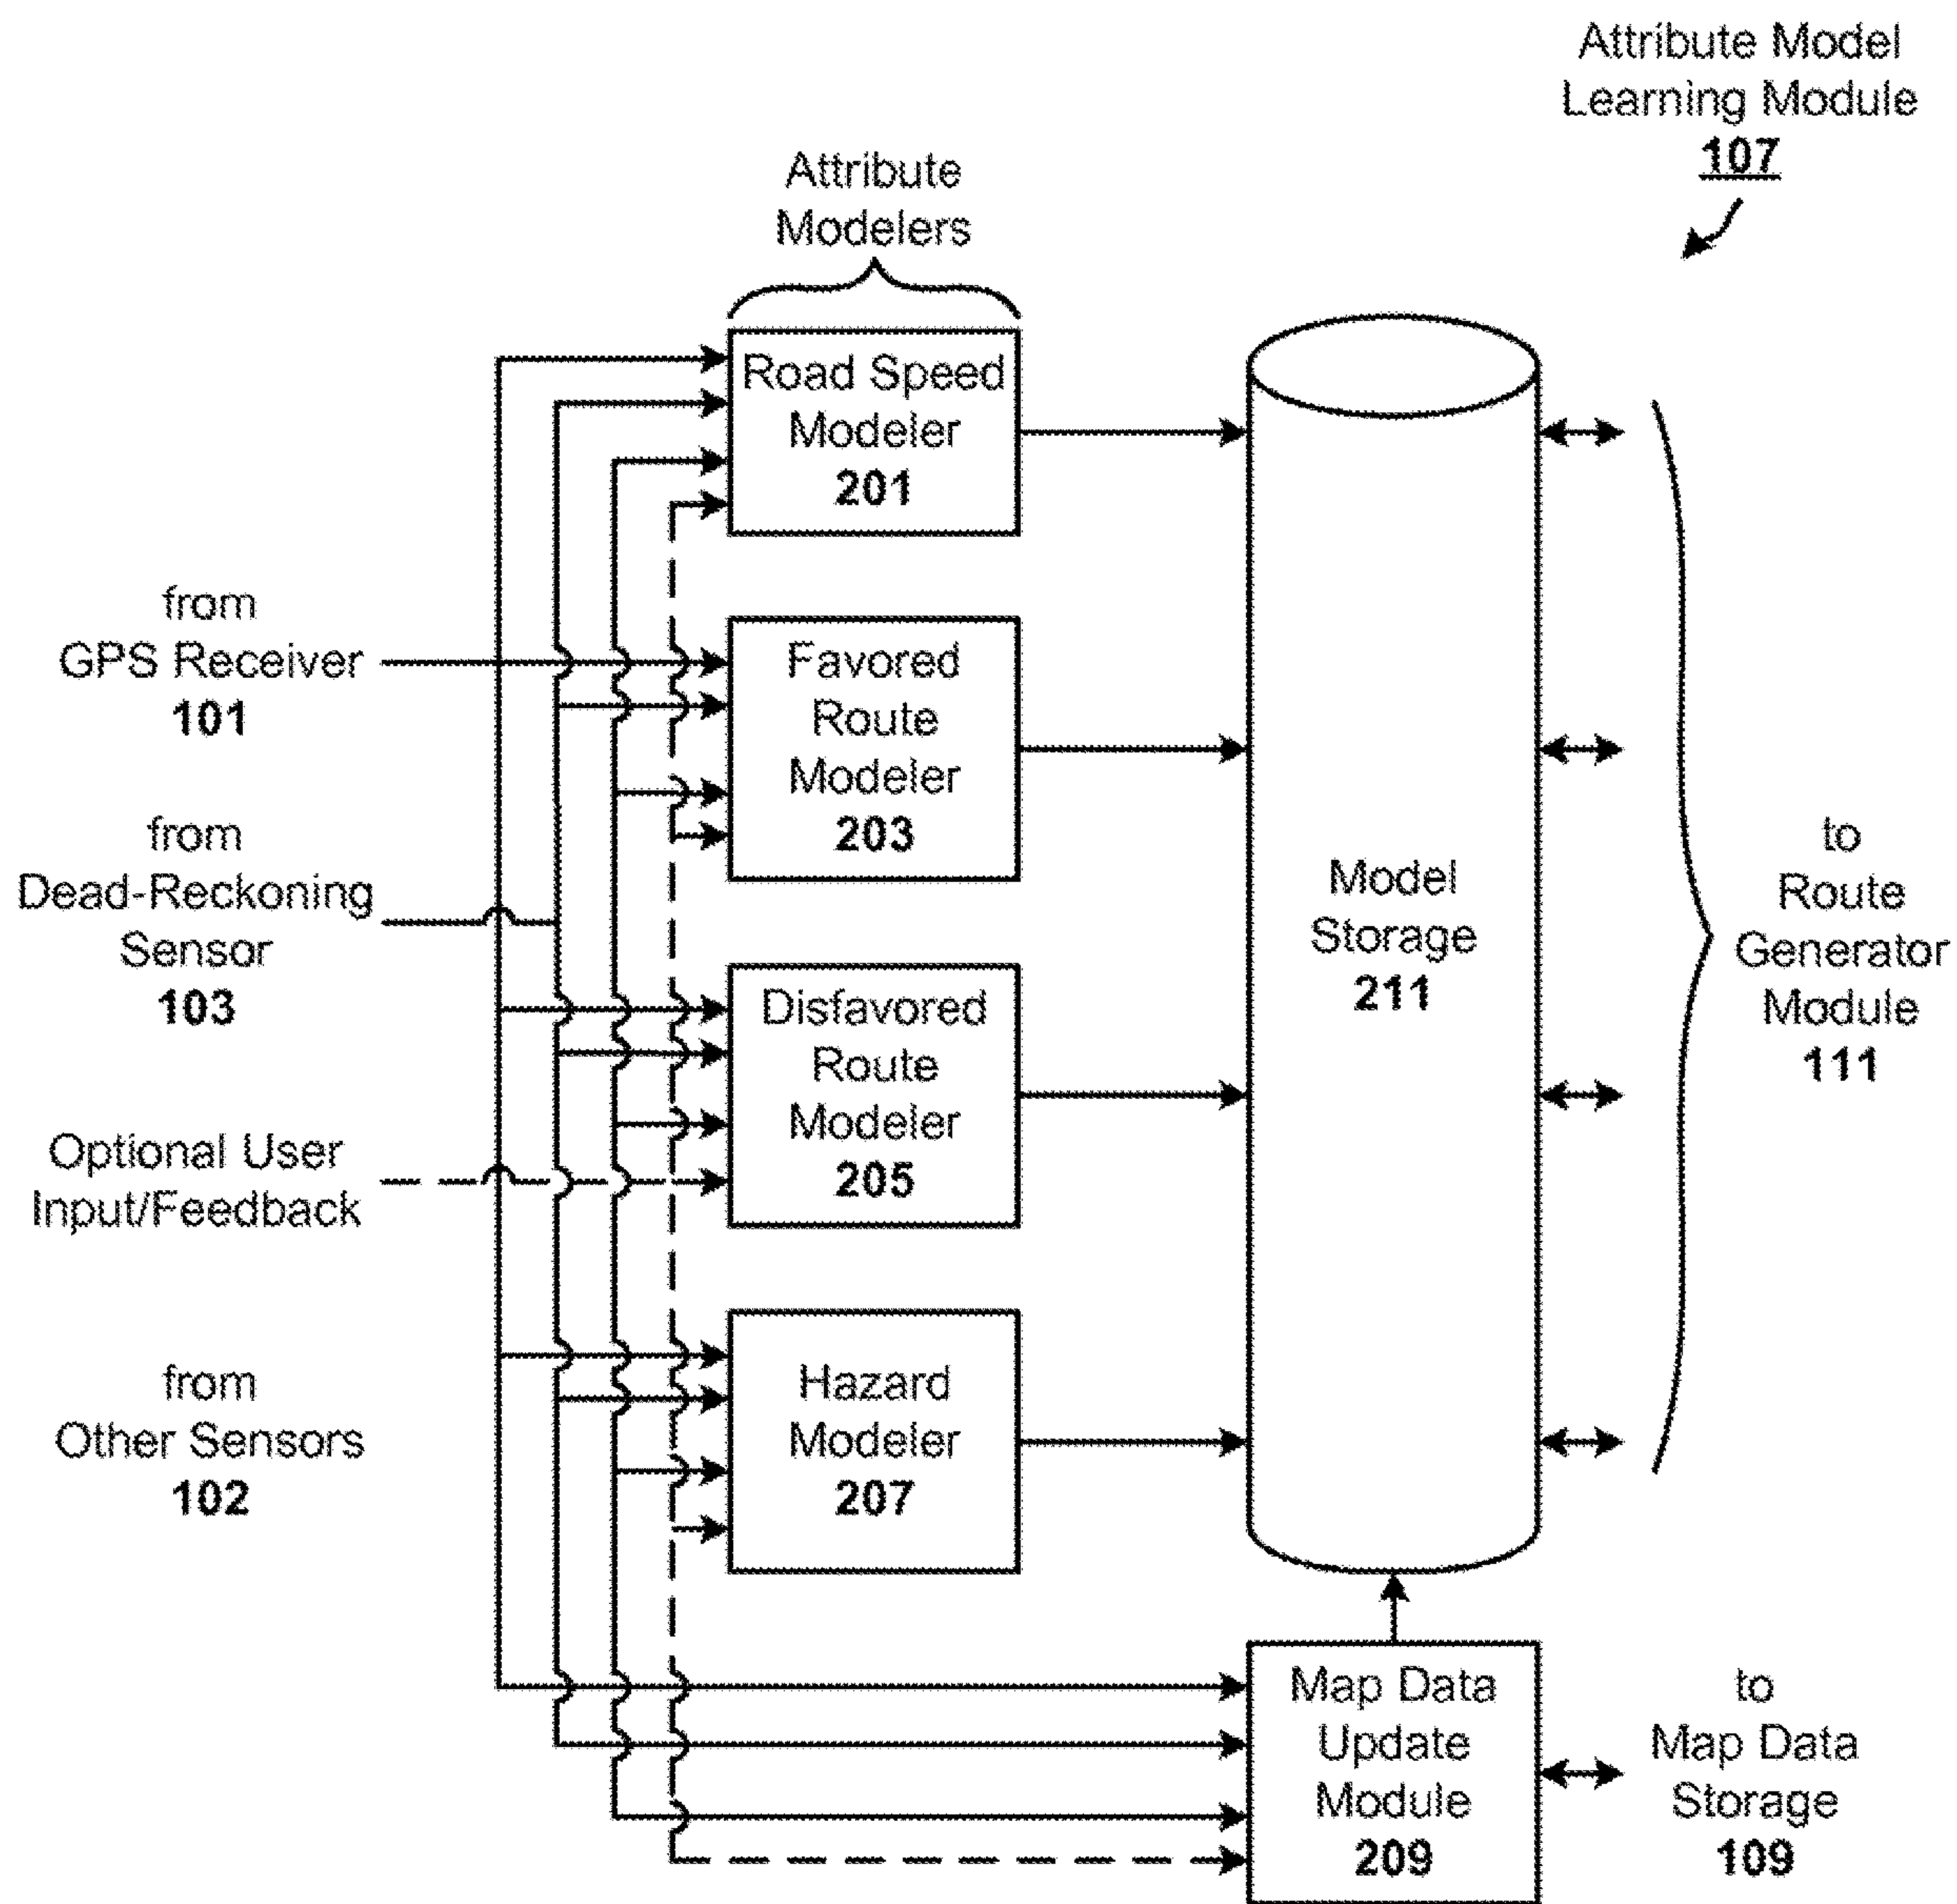 Attribute Model
Learning Module
107
Attribute
Modelers
Road Speed
Modeler
201
from
GPS Receiver
101
Favored
Route
Modeler
203
from
Dead-Reckoning
Sensor
103
Model
Storage
211
to
Route
Generator
Module
111
Disfavored
Route
Modeler
205
Optional User
Input/Feedback
from
Other Sensors
102
Hazard
Modeler
207
Map Data
Update
Module
209
to
Map Data
Storage
109